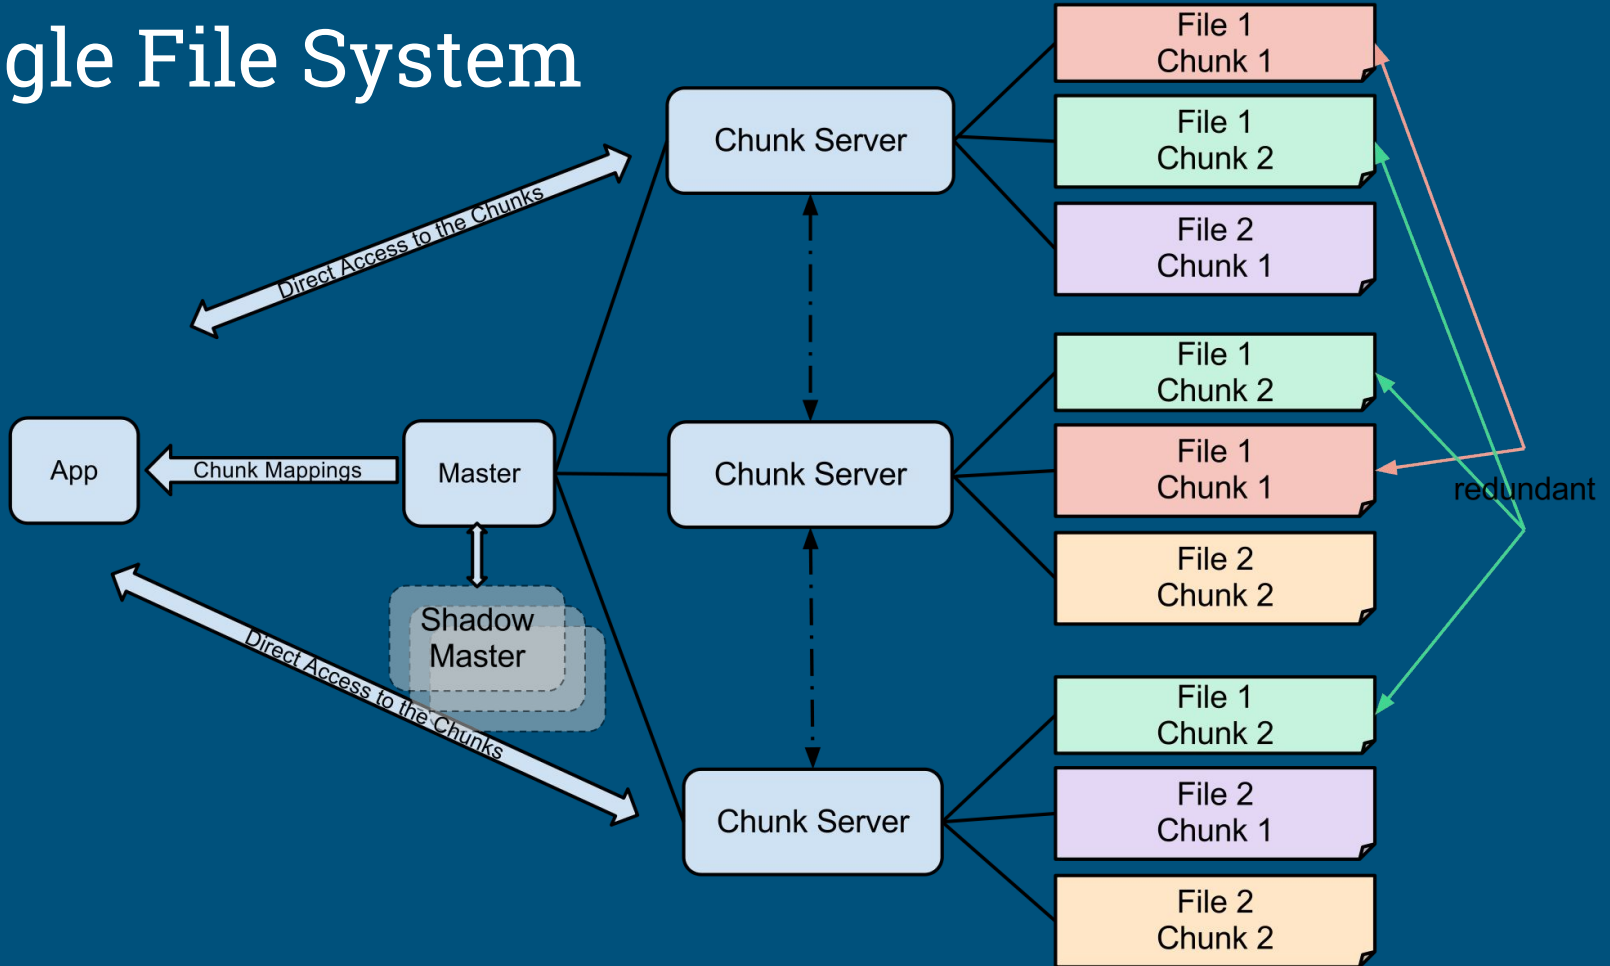 gle File System
Direct Access to the Chunks
App
Chunk Mappings
Master
Shadow
Master
Direct Access to the Chunks
Chunk Server
Chunk Server
Chunk Server
File 1
Chunk 1
File 1
Chunk 2
File 2
Chunk 1
File 1
Chunk 2
File 1
Chunk 1
File 2
Chunk 2
File 1
Chunk 2
File 2
Chunk 1
File 2
Chunk 2
redundant